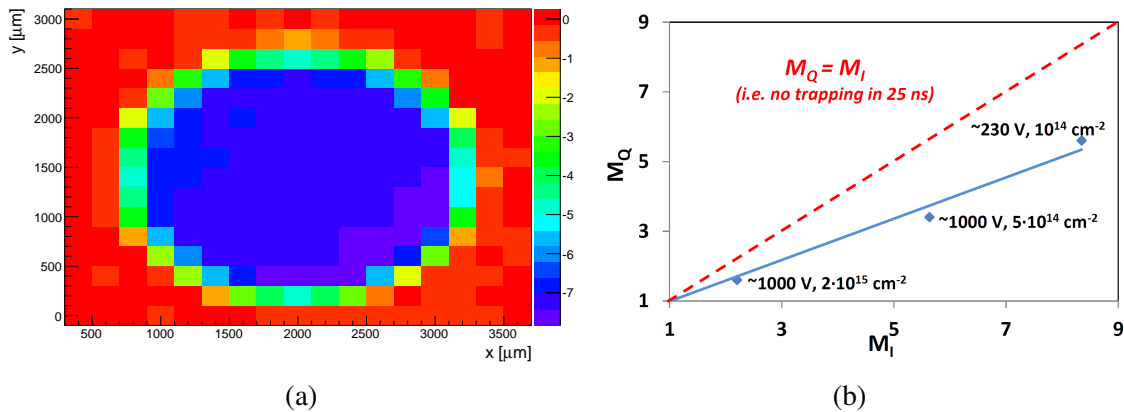 y [μm]
3000
2500
2000
1500
1000
500
0
500 1000 1500 2000 2500 3000 3500
x [μm]
0
-1
-2
-3
-4
-5
-6
-7
(a)
M_Q
9
7
5
3
1
1 3 5 7 9
M_I
M_Q = M_I
(i.e. no trapping in 25 ns)
~230 V, 10^14 cm^-2
~1000 V, 5·10^14 cm^-2
~1000 V, 2·10^15 cm^-2
(b)